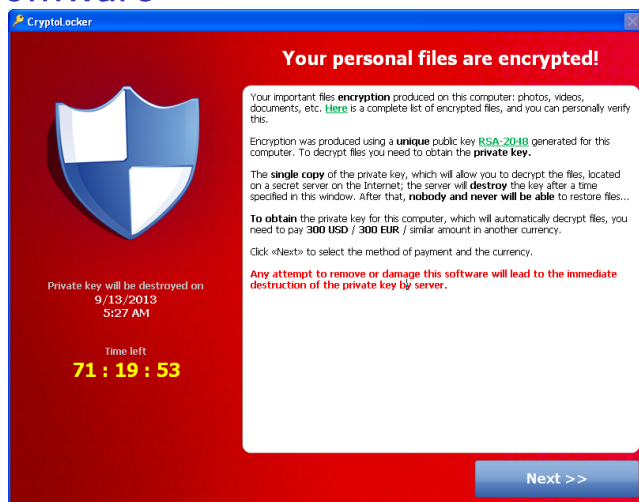 CryptoLocker
Your personal files are encrypted!
Your important files encryption produced on this computer: photos, videos,
documents, etc. Here is a complete list of encrypted files, and you can personally verify
this.
Encryption was produced using a unique public key RSA-2048 generated for this
computer. To decrypt files you need to obtain the private key.
The single copy of the private key, which will allow you to decrypt the files, located
on a secret server on the Internet; the server will destroy the key after a time
specified in this window. After that, nobody and never will be able to restore files...
To obtain the private key for this computer, which will automatically decrypt files, you
need to pay 300 USD / 300 EUR / similar amount in another currency.
Click «Next» to select the method of payment and the currency.
Any attempt to remove or damage this software will lead to the immediate
destruction of the private key by server.
Private key will be destroyed on
9/13/2013
5:27 AM
Time left
71 : 19 : 53
Next >>